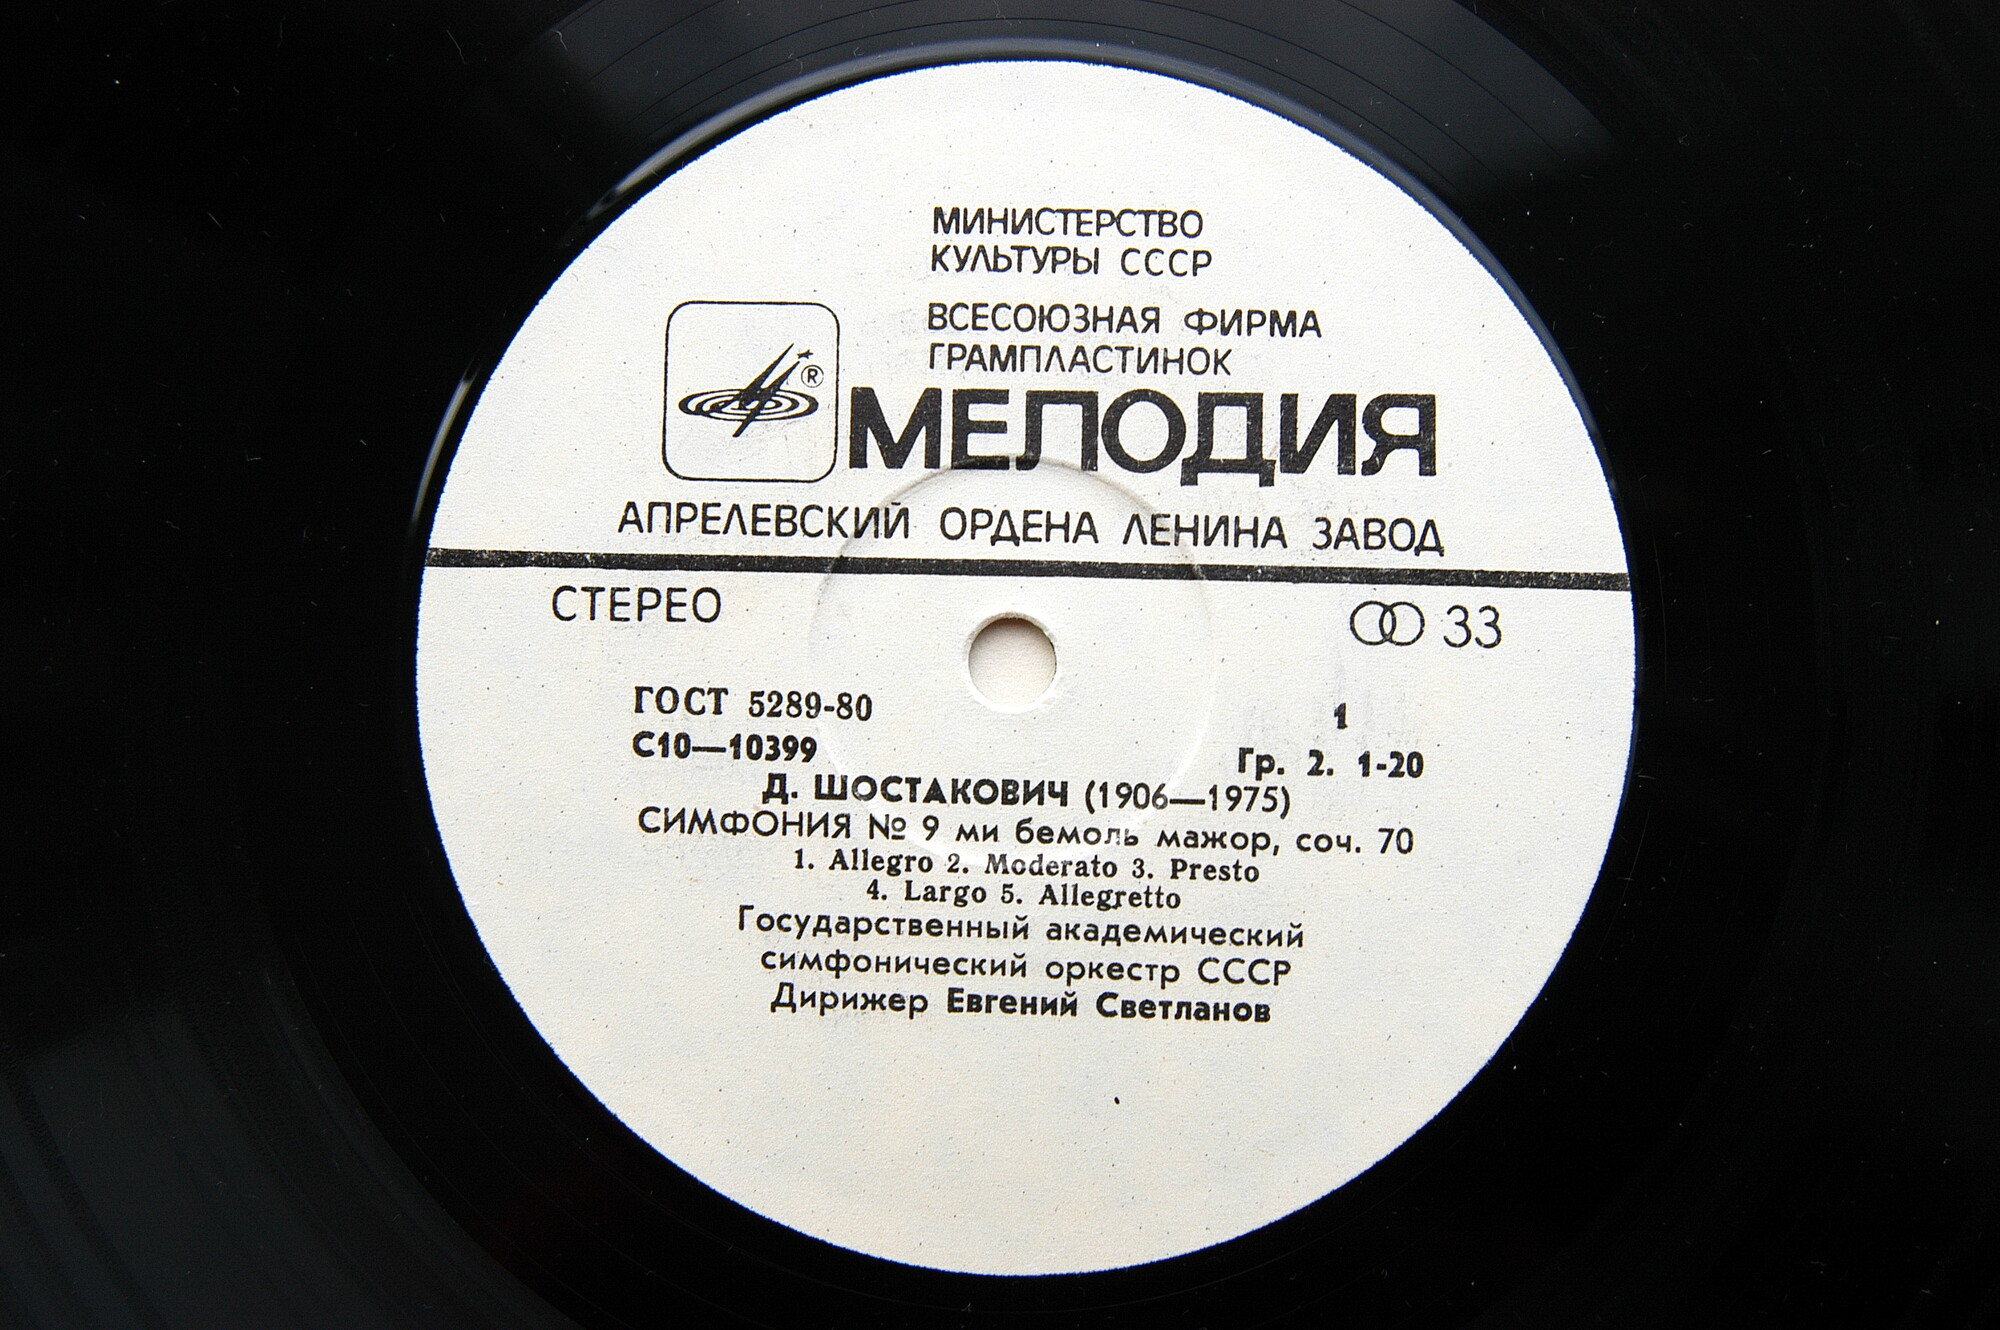 МИНИСТЕРСТВО
КУЛЬТУРЫ СССР
ВСЕСОЮЗНАЯ ФИРМА
ГРАМПЛАСТИНОК
®
МЕЛОДИЯ
АПРЕЛЕВСКИЙ ОРДЕНА ЛЕНИНА ЗАВОД
СТЕРЕО 33
ГОСТ 5289-80 1
С10—10399 Гр. 2. 1-20
Д. ШОСТАКОВИЧ (1906—1975)
СИМФОНИЯ № 9 ми бемоль мажор, соч. 70
1. Allegro 2. Moderato 3. Presto
4. Largo 5. Allegretto
Государственный академический
симфонический оркестр СССР
Дирижер Евгений Светланов